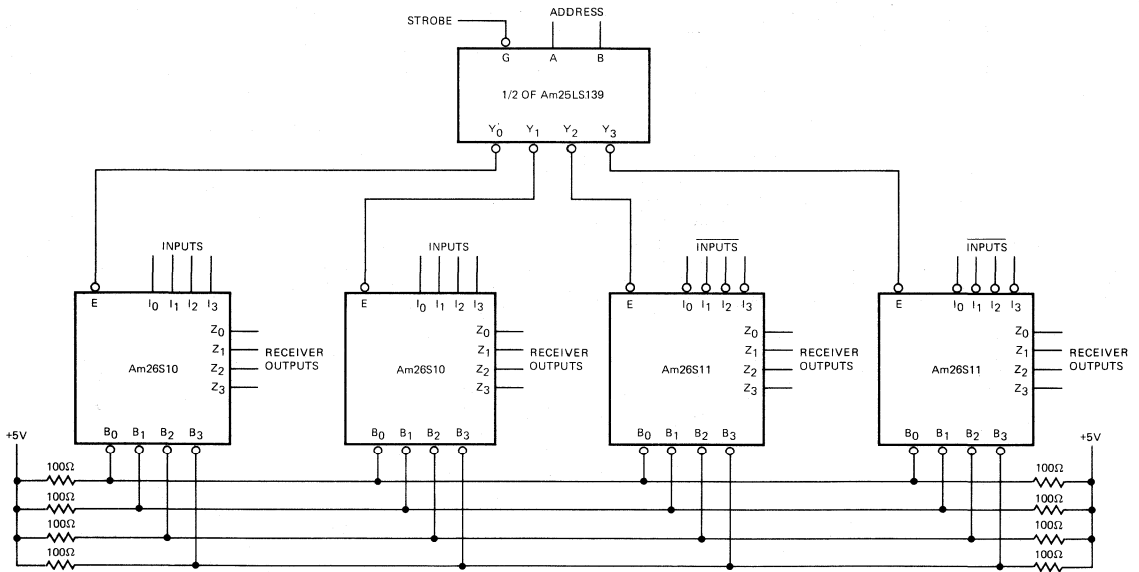 ADDRESS
STROBE
G A B
1/2 OF Am25LS139
Y0 Y1 Y2 Y3
INPUTS INPUTS INPUTS INPUTS
E I0 I1 I2 I3 E I0 I1 I2 I3 E I0 I1 I2 I3 E I0 I1 I2 I3
Z0 Z0 Z0 Z0
Z1 Z1 Z1 Z1
RECEIVER OUTPUTS RECEIVER OUTPUTS RECEIVER OUTPUTS RECEIVER OUTPUTS
Am26S10 Am26S10 Am26S11 Am26S11
Z2 Z2 Z2 Z2
Z3 Z3 Z3 Z3
+5V B0 B1 B2 B3 B0 B1 B2 B3 B0 B1 B2 B3 B0 B1 B2 B3 +5V
100Ω 100Ω
100Ω 100Ω
100Ω 100Ω
100Ω 100Ω